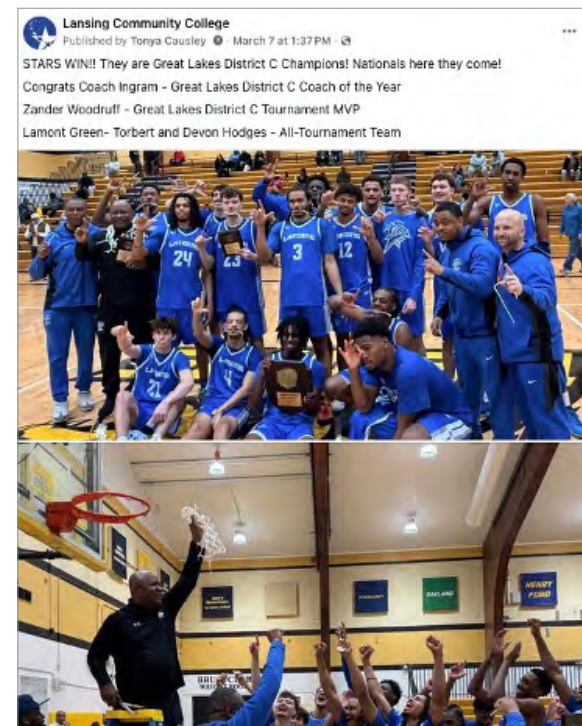 Lansing Community College
Published by Tonya Causley · March 7 at 1:37 PM ·
STARS WIN!! They are Great Lakes District C Champions! Nationals here they come!
Congrats Coach Ingram - Great Lakes District C Coach of the Year
Zander Woodruff - Great Lakes District C Tournament MVP
Lamont Green- Torbert and Devon Hodges - All-Tournament Team
24
23
3
12
21
4
OAKLAND
HENRY
FORD